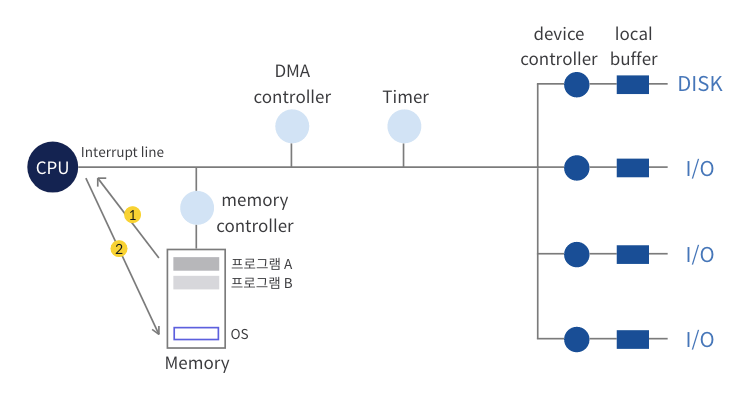 device
controller
local
buffer
DISK
DMA
controller
Timer
CPU
Interrupt line
I/O
memory
controller
1
2
프로그램 A
프로그램 B
I/O
OS
I/O
Memory